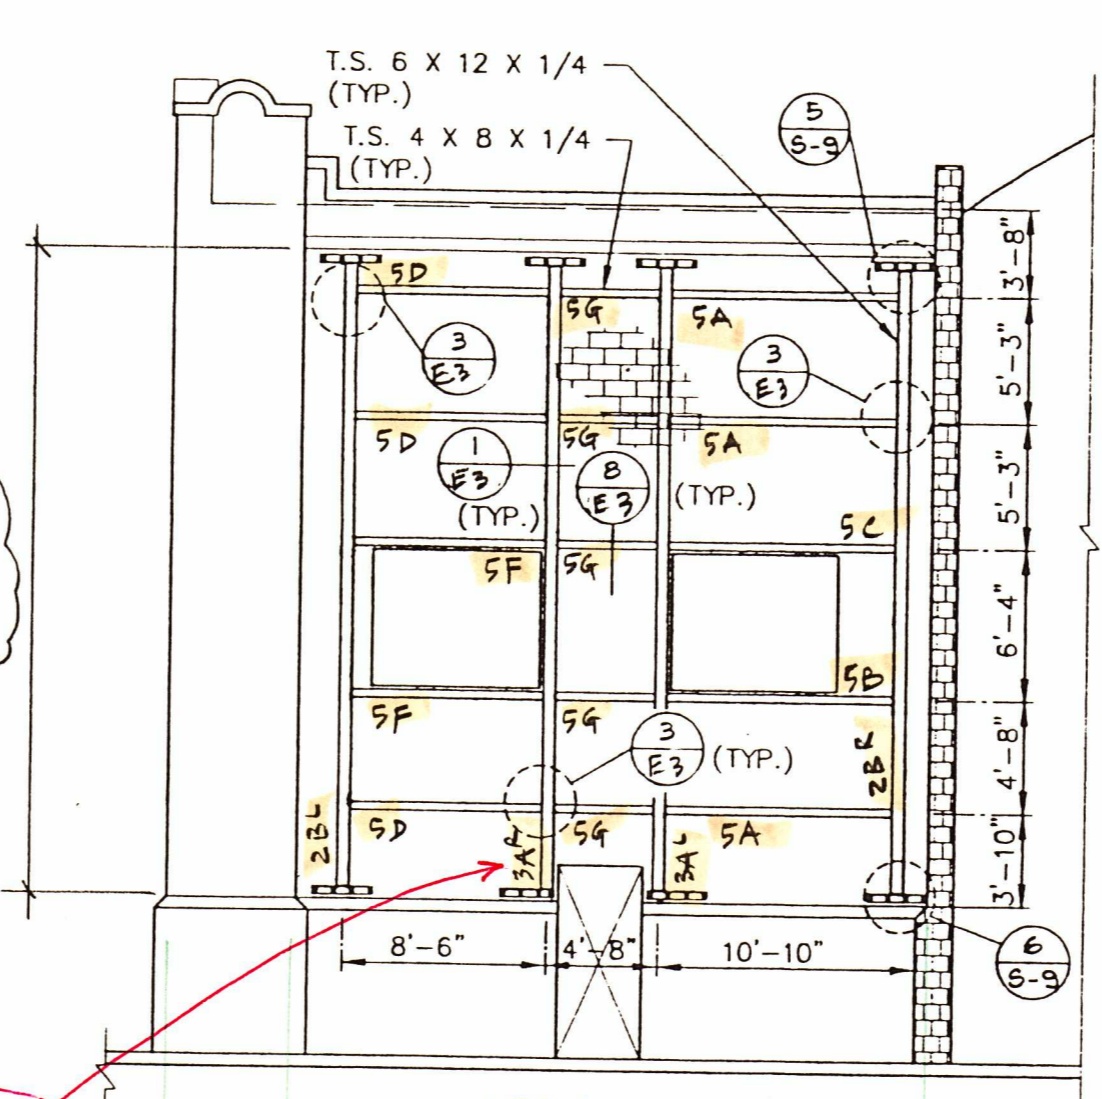 T.S. 6 X 12 X 1/4
(TYP.)
T.S. 4 X 8 X 1/4
(TYP.)
5
S-9
3'-8"
5D
5G
5A
3
E3
3
E3
5'-3"
5D
5G
5A
1
E3
(TYP.)
8
E3
(TYP.)
5'-3"
5C
5F
5G
6'-4"
5B
5F
5G
3
E3
(TYP.)
2BR
4'-8"
2BL
5D
3AR
5G
3AL
5A
3'-10"
8'-6"
4'-8"
10'-10"
6
S-9